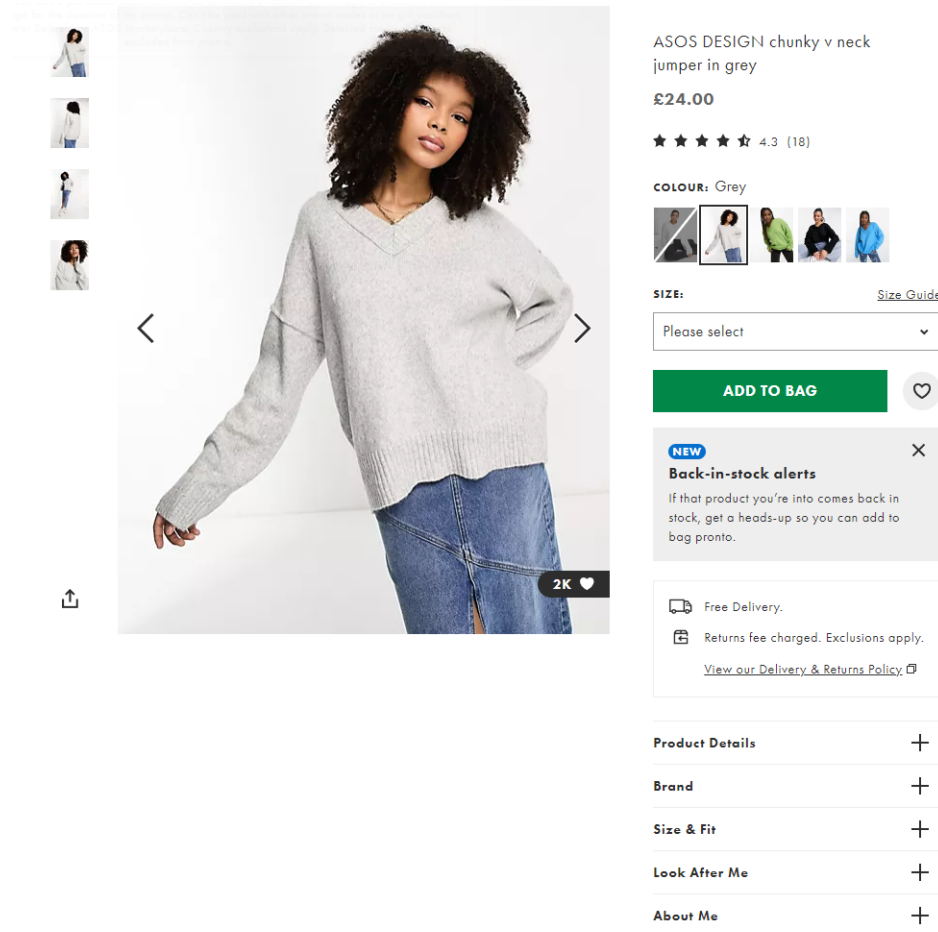 ASOS DESIGN chunky v neck
jumper in grey
£24.00
4.3 (18)
COLOUR: Grey
SIZE:
Size Guide
Please select
ADD TO BAG
NEW
Back-in-stock alerts
If that product you're into comes back in
stock, get a heads-up so you can add to
bag pronto.
2K
Free Delivery.
Returns fee charged. Exclusions apply.
View our Delivery & Returns Policy
Product Details
Brand
Size & Fit
Look After Me
About Me